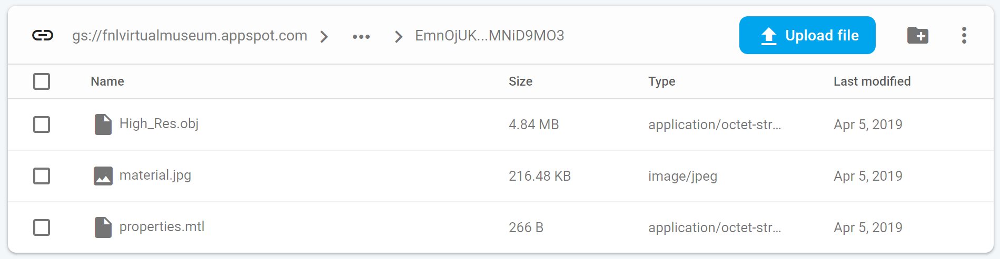 gs://fnlvirtualmuseum.appspot.com > ••• > EmnOjUK...MNiD9MO3 Upload file
Name Size Type Last modified
High_Res.obj 4.84 MB application/octet-str... Apr 5, 2019
material.jpg 216.48 KB image/jpeg Apr 5, 2019
properties.mtl 266 B application/octet-str... Apr 5, 2019